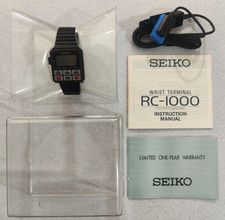 SEIKO
WRIST TERMINAL
RC-1000
INSTRUCTION
MANUAL
LIMITED ONE-YEAR WARRANTY
SEIKO